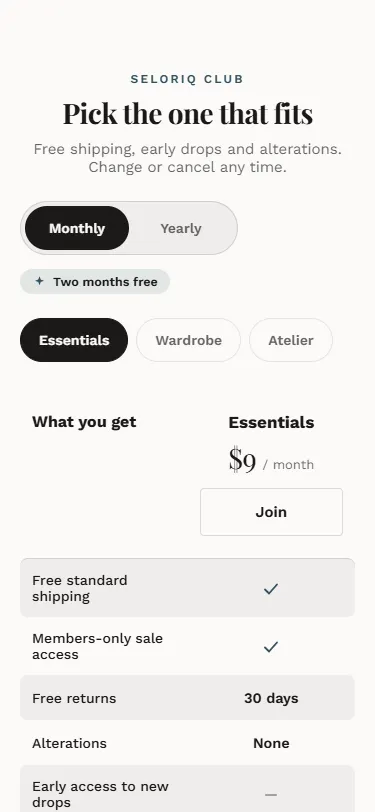 SELORIQ CLUB
Pick the one that fits
Free shipping, early drops and alterations.
Change or cancel any time.
Monthly
Yearly
Two months free
Essentials
Wardrobe
Atelier
What you get
Essentials
$9 / month
Join
Free standard
shipping
Members-only sale
access
Free returns
30 days
Alterations
None
Early access to new
drops
—